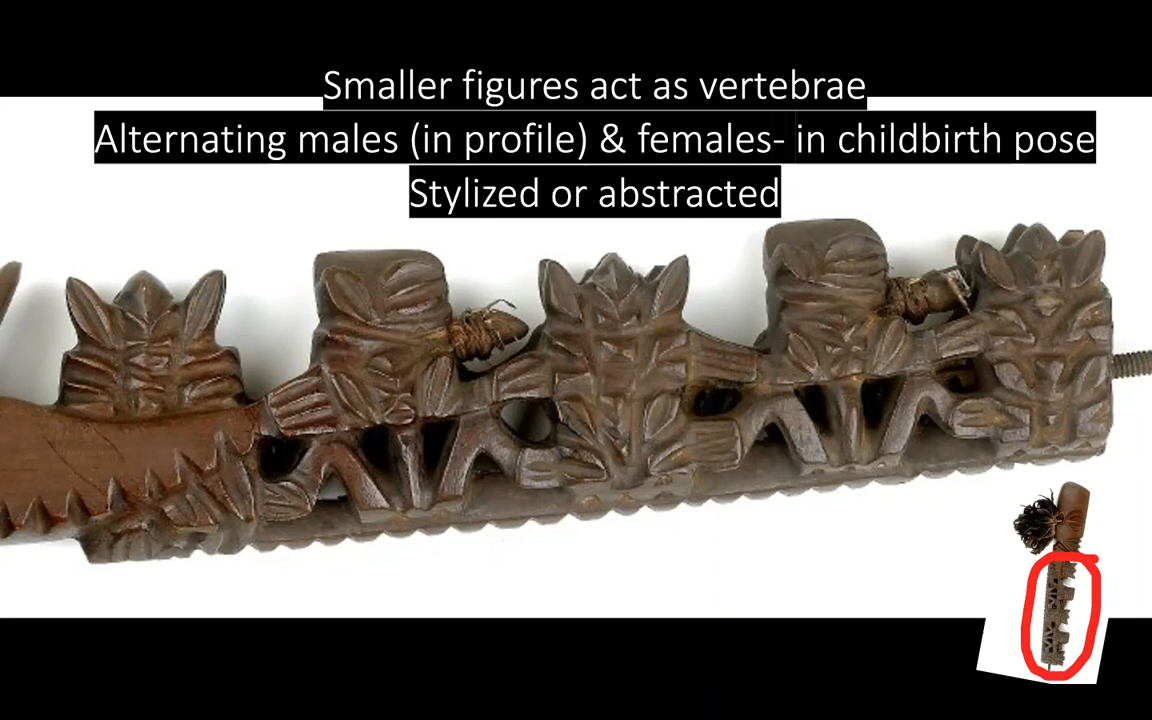 Smaller figures act as vertebrae
Alternating males (in profile) & females- in childbirth pose
Stylized or abstracted